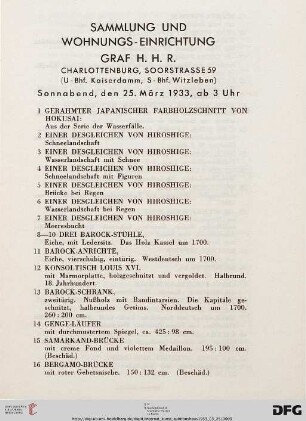 SAMMLUNG UND
WOHNUNGS-EINRICHTUNG
GRAF H. H. R.
CHARLOTTENBURG, SOORSTRASSE 59
(U-Bhf. Kaiserdamm, S-Bhf. Witzleben)
Sonnabend, den 25. März 1933, ab 3 Uhr
1 GERAHMTER JAPANISCHER FARBHOLZSCHNITT VON
HOKUSAI:
Aus der Serie der Wasserfälle.
2 EINER DESGLEICHEN VON HIROSHIGE:
Schneelandschaft
3 EINER DESGLEICHEN VON HIROSHIGE:
Wasserlandschaft mit Schnee
4 EINER DESGLEICHEN VON HIROSHIGE:
Schneelandschaft mit Figuren
5 EINER DESGLEICHEN VON HIROSHIGE:
Brücke bei Regen
6 EINER DESGLEICHEN VON HIROSHIGE:
Wasserlandschaft bei Regen
7 EINER DESGLEICHEN VON HIROSHIGE:
Meeresbucht
8—10 DREI BAROCK-STÜHLE,
Eiche, mit Ledersitz. Das Holz Kamel um 1700.
11 BAROCK-ANRICHTE,
Eiche, vierschübig, eintürig. Westdeutsch um 1700.
12 KONSOLTISCH LOUIS XVI.
mit Marmorplatte, holzgeschnitzt und vergoldet. Halbrund.
18. Jahrhundert
13 BAROCK-SCHRANK,
zweitürig. Nußholz mit Bandintarsien. Die Kapitäle ge-
schnitzt, halbrundes Gesims. Norddeutsch um 1700.
260 : 200 cm.
14 GENGE-LÄUFER
mit durchmustertem Spiegel, ca. 425 : 98 cm.
15 SAMARKAND-BRÜCKE
mit creme Fond und violettem Medaillon. 195 : 100 cm.
(Beschäd.)
16 BERGAMO-BRÜCKE
mit roter Gebetsnische. 150 : 132 cm. (Beschäd.)
DFG